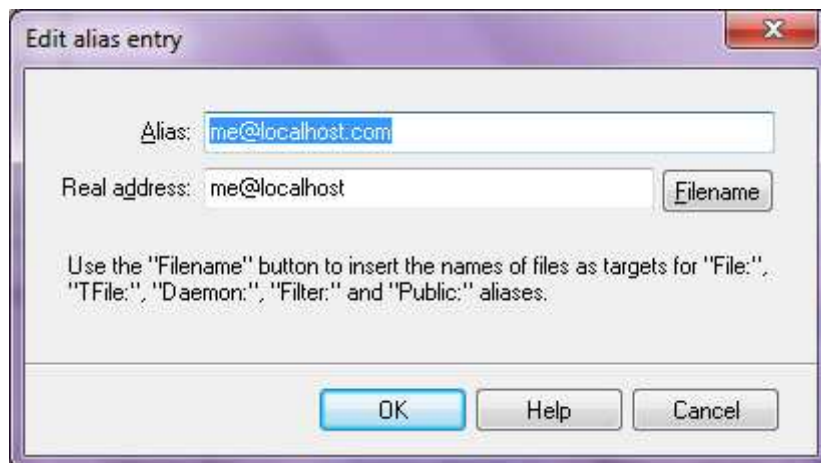 Edit alias entry
Alias: me@localhost.com
Real address: me@localhost Filename
Use the "Filename" button to insert the names of files as targets for "File:",
"TFile:", "Daemon:", "Filter:" and "Public:" aliases.
OK Help Cancel